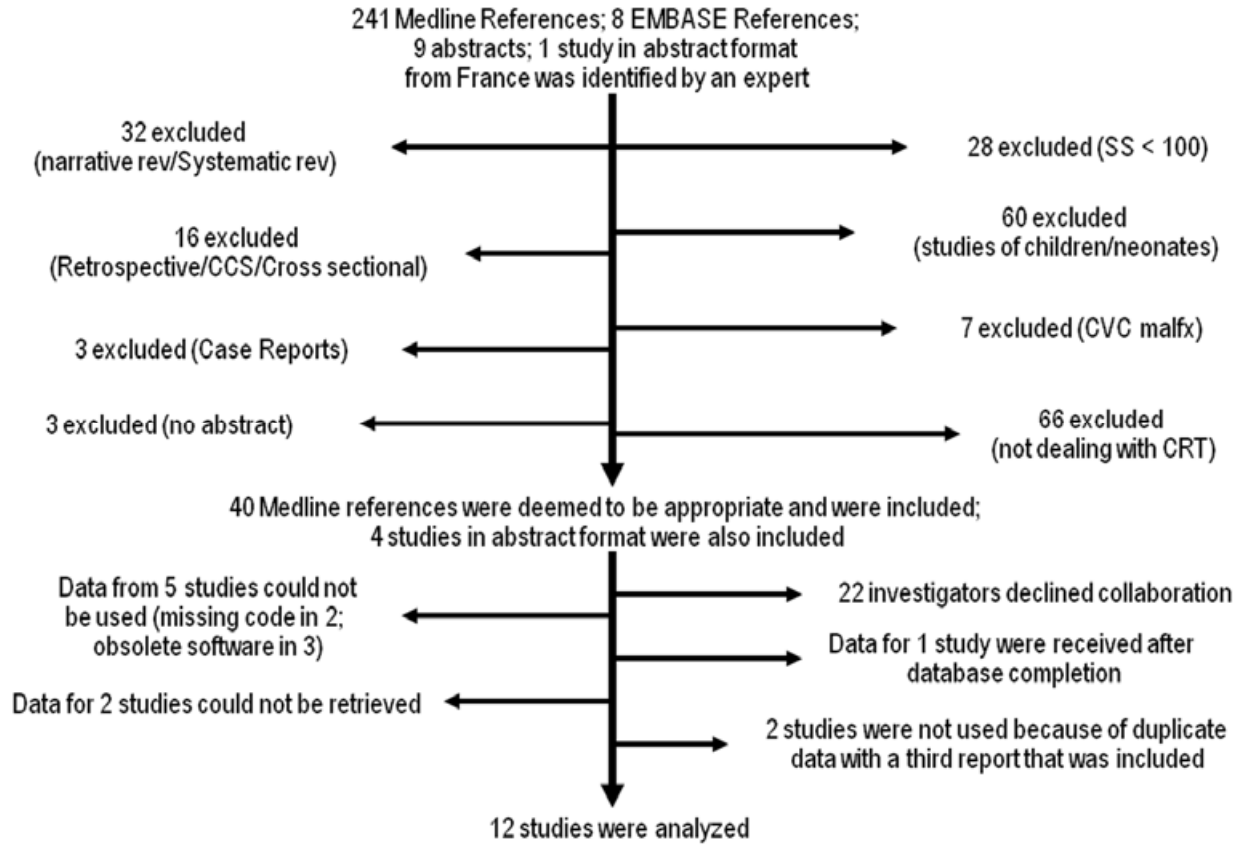 241 Medline References; 8 EMBASE References;
9 abstracts; 1 study in abstract format
from France was identified by an expert
32 excluded
(narrative rev/Systematic rev)
28 excluded (SS < 100)
60 excluded
(studies of children/neonates)
16 excluded
(Retrospective/CCS/Cross sectional)
7 excluded (CVC malfx)
3 excluded (Case Reports)
3 excluded (no abstract)
66 excluded
(not dealing with CRT)
40 Medline references were deemed to be appropriate and were included;
4 studies in abstract format were also included
Data from 5 studies could not
be used (missing code in 2;
obsolete software in 3)
22 investigators declined collaboration
Data for 1 study were received after
database completion
Data for 2 studies could not be retrieved
2 studies were not used because of duplicate
data with a third report that was included
12 studies were analyzed